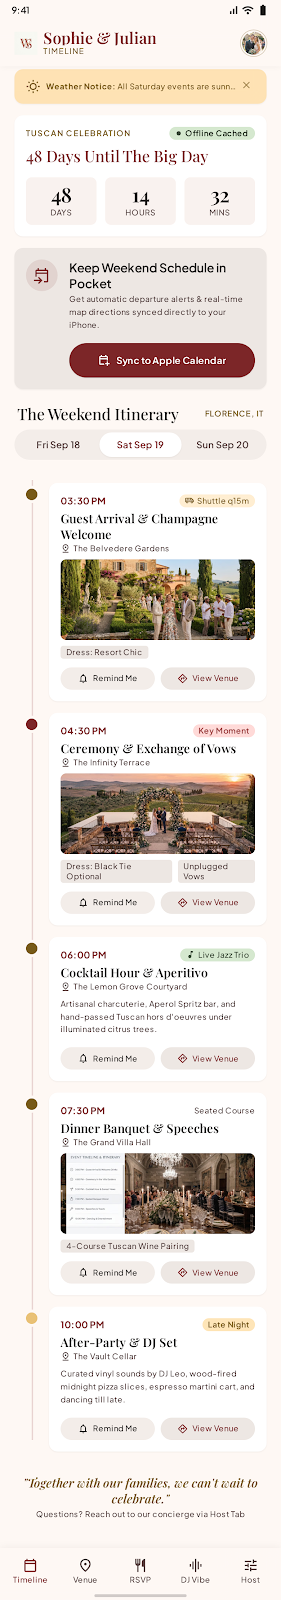 9:41
Sophie & Julian
TIMELINE
Weather Notice: All Saturday events are sunn...
TUSCAN CELEBRATION
Offline Cached
48 Days Until The Big Day
48
14
32
DAYS
HOURS
MINS
Keep Weekend Schedule in
Pocket
Get automatic departure alerts & real-time
map directions synced directly to your
iPhone.
Sync to Apple Calendar
The Weekend Itinerary
FLORENCE, IT
Fri Sep 18
Sat Sep 19
Sun Sep 20
03:30 PM
Shuttle q15m
Guest Arrival & Champagne
Welcome
The Belvedere Gardens
Dress: Resort Chic
Remind Me
View Venue
04:30 PM
Key Moment
Ceremony & Exchange of Vows
The Infinity Terrace
Dress: Black Tie
Optional
Unplugged
Vows
Remind Me
View Venue
06:00 PM
Live Jazz Trio
Cocktail Hour & Aperitivo
The Lemon Grove Courtyard
Artisanal charcuterie, Aperol Spritz bar, and
hand-passed Tuscan hors d'oeuvres under
illuminated citrus trees.
Remind Me
View Venue
07:30 PM
Seated Course
Dinner Banquet & Speeches
The Grand Villa Hall
EVENT TIMELINE & ITINERARY
4-Course Tuscan Wine Pairing
Remind Me
View Venue
10:00 PM
Late Night
After-Party & DJ Set
The Vault Cellar
Curated vinyl sounds by DJ Leo, wood-fired
midnight pizza slices, espresso martini cart, and
dancing till late.
Remind Me
View Venue
"Together with our families, we can't wait to
celebrate."
Questions? Reach out to our concierge via Host Tab
Timeline
Venue
RSVP
DJ Vibe
Host